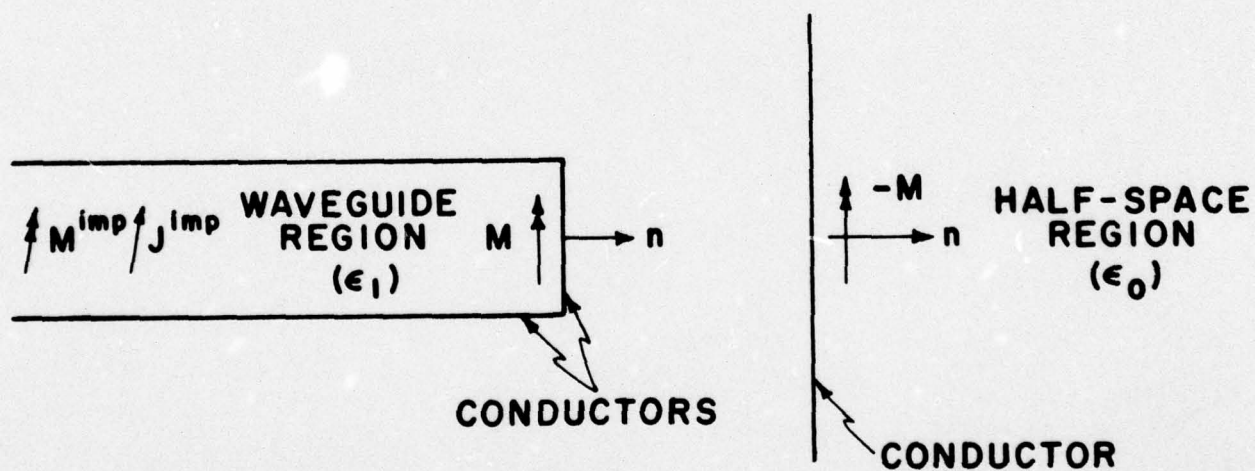 WAVEGUIDE
REGION
(ε₁)
M^imp J^imp
M
n
CONDUCTORS
-M
n
HALF-SPACE
REGION
(ε₀)
CONDUCTOR